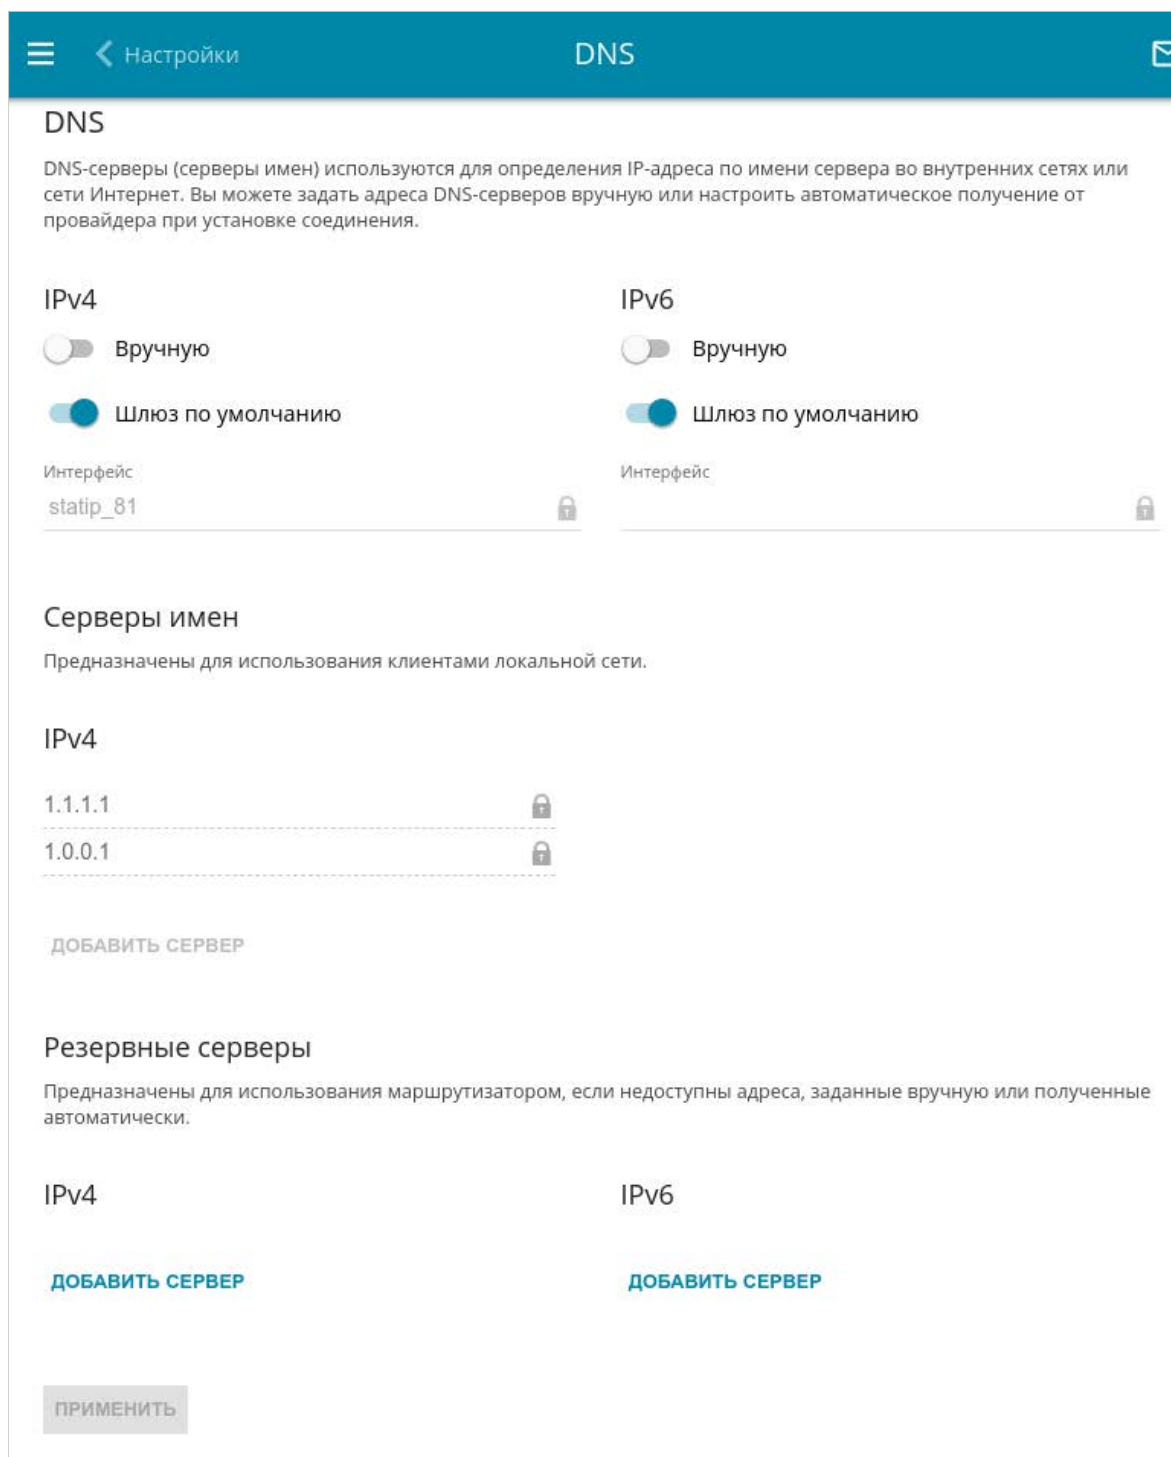 Настройки
DNS
DNS
DNS-серверы (серверы имен) используются для определения IP-адреса по имени сервера во внутренних сетях или
сети Интернет. Вы можете задать адреса DNS-серверов вручную или настроить автоматическое получение от
провайдера при установке соединения.
IPv4
IPv6
Вручную
Вручную
Шлюз по умолчанию
Шлюз по умолчанию
Интерфейс
Интерфейс
statip_81
Серверы имен
Предназначены для использования клиентами локальной сети.
IPv4
1.1.1.1
1.0.0.1
ДОБАВИТЬ СЕРВЕР
Резервные серверы
Предназначены для использования маршрутизатором, если недоступны адреса, заданные вручную или полученные
автоматически.
IPv4
IPv6
ДОБАВИТЬ СЕРВЕР
ДОБАВИТЬ СЕРВЕР
ПРИМЕНИТЬ